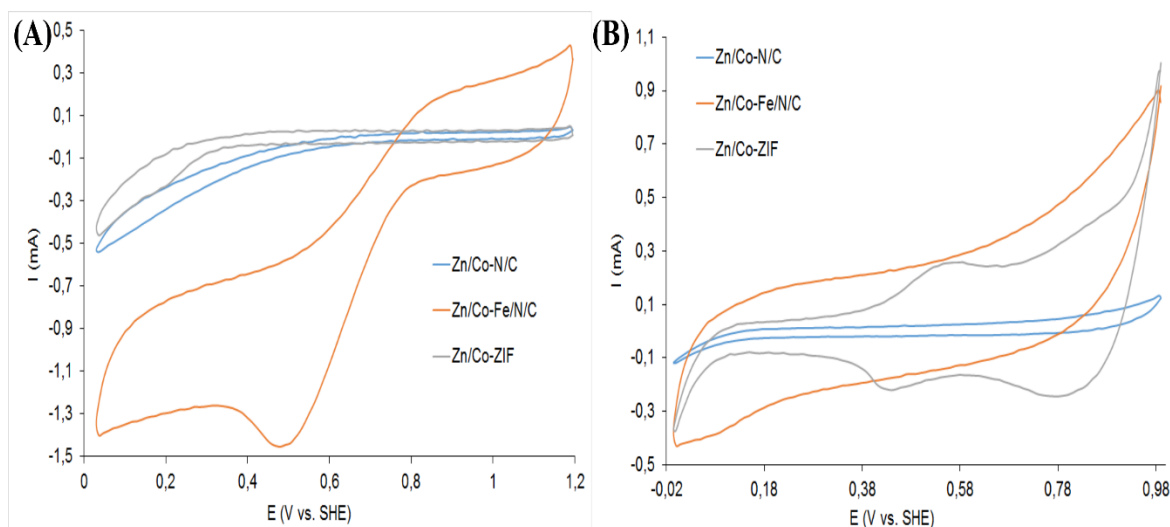 (A)
0,5
0,3
0,1
-0,1
-0,3
-0,5
-0,7
-0,9
-1,1
-1,3
-1,5
I (mA)
Zn/Co-N/C
Zn/Co-Fe/N/C
Zn/Co-ZIF
0 0,2 0,4 0,6 0,8 1 1,2
E (V vs. SHE)
(B)
1,1
0,9
0,7
0,5
0,3
0,1
-0,1
-0,3
-0,5
I (mA)
Zn/Co-N/C
Zn/Co-Fe/N/C
Zn/Co-ZIF
-0,02 0,18 0,38 0,58 0,78 0,98
E (V vs. SHE)